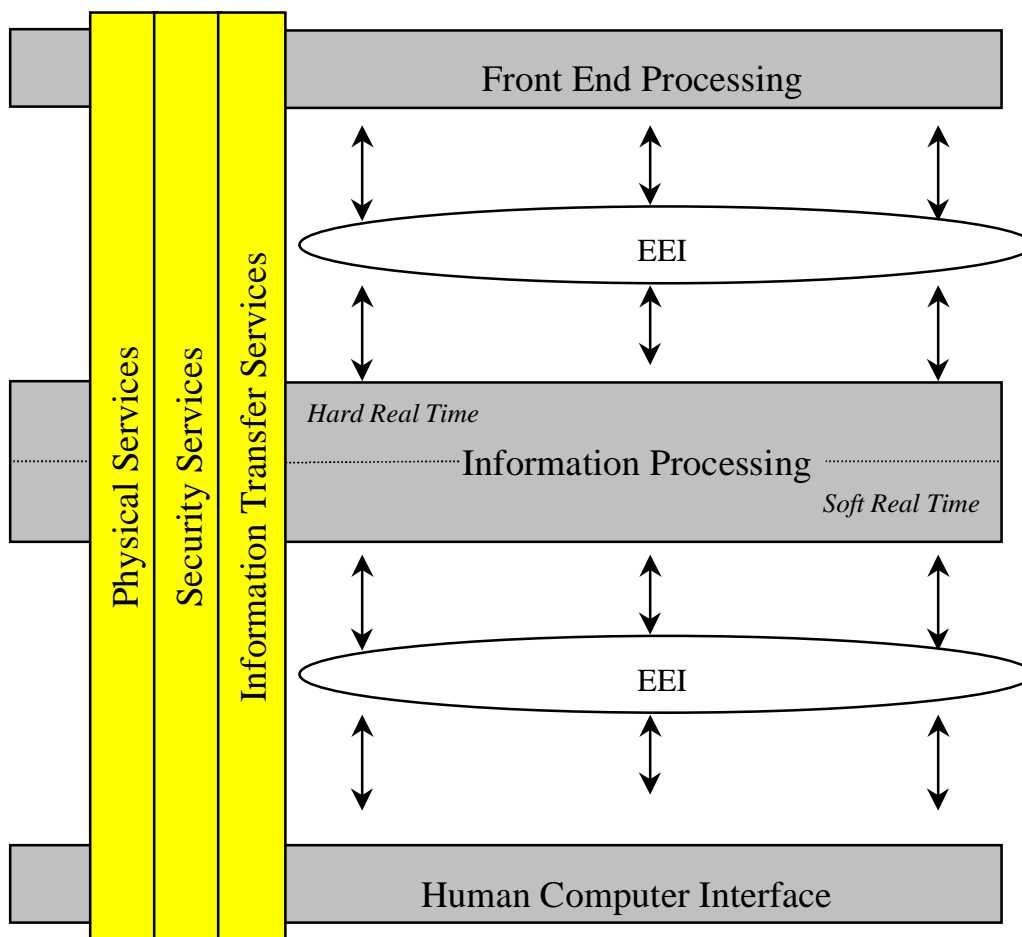 Front End Processing
EEI
Physical Services
Security Services
Information Transfer Services
Hard Real Time
Information Processing
Soft Real Time
EEI
Human Computer Interface